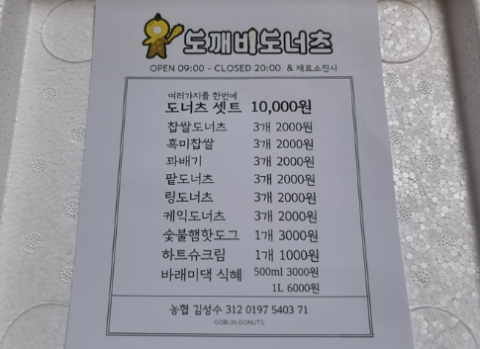 도깨비도너츠
OPEN 09:00 - CLOSED 20:00 & 재료소진시
여러가지를 한번에
도너츠 셋트 10,000원
찹쌀도너츠 3개 2000원
흑미찹쌀 3개 2000원
꽈배기 3개 2000원
팥도너츠 3개 2000원
링도너츠 3개 2000원
케익도너츠 3개 2000원
숯불햄핫도그 1개 3000원
하트슈크림 1개 1000원
바래미댁 식혜 500ml 3000원
1L 6000원
농협 김성수 312 0197 5403 71
GOBLIN DONUTS